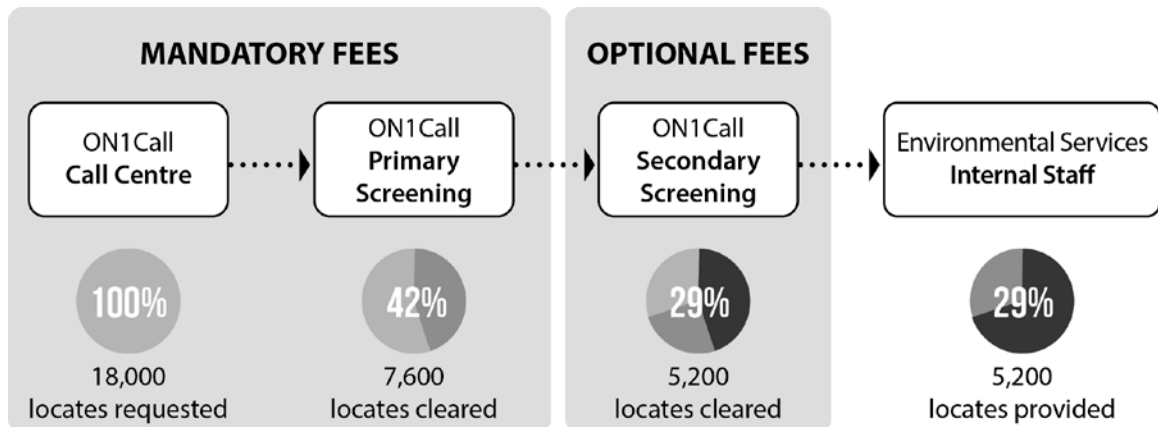 MANDATORY FEES
OPTIONAL FEES
ON1Call
Call Centre
ON1Call
Primary
Screening
ON1Call
Secondary
Screening
Environmental Services
Internal Staff
100%
42%
29%
29%
18,000
locates requested
7,600
locates cleared
5,200
locates cleared
5,200
locates provided